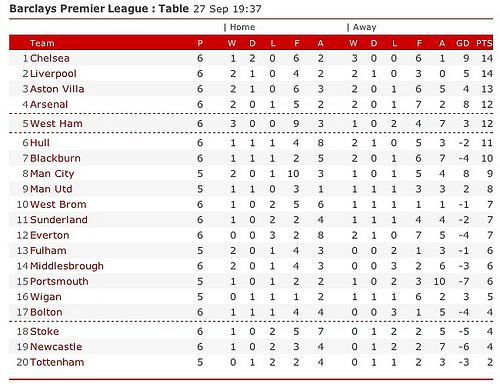 Barclays Premier League : Table 27 Sep 19:37
| Home | Away
Team P W D L F A W D L F A GD PTS
1 Chelsea 6 1 2 0 6 2 3 0 0 6 1 9 14
2 Liverpool 6 2 1 0 4 2 2 1 0 3 0 5 14
3 Aston Villa 6 2 1 0 6 3 2 0 1 6 5 4 13
4 Arsenal 6 2 0 1 5 2 2 0 1 7 2 8 12
5 West Ham 6 3 0 0 9 3 1 0 2 4 7 3 12
6 Hull 6 1 1 1 4 8 2 1 0 5 3 -2 11
7 Blackburn 6 1 1 1 2 5 2 0 1 6 7 -4 10
8 Man City 5 2 0 1 10 3 1 0 1 5 4 8 9
9 Man Utd 5 1 1 0 3 1 1 1 1 3 3 2 8
10 West Brom 6 1 0 2 5 6 1 1 1 1 1 -1 7
11 Sunderland 6 1 0 2 2 4 1 1 1 4 4 -2 7
12 Everton 6 0 0 3 2 8 2 1 0 7 5 -4 7
13 Fulham 5 2 0 1 4 3 0 0 2 1 3 -1 6
14 Middlesbrough 6 2 0 1 4 3 0 0 3 2 6 -3 6
15 Portsmouth 5 1 0 1 2 2 1 0 2 3 10 -7 6
16 Wigan 5 0 1 1 1 2 1 1 1 6 2 3 5
17 Bolton 6 1 1 1 4 4 0 0 3 1 5 -4 4
18 Stoke 6 1 0 2 5 7 0 1 2 2 5 -5 4
19 Newcastle 6 1 0 2 3 4 0 1 2 2 7 -6 4
20 Tottenham 5 0 1 2 2 4 0 1 1 2 3 -3 2